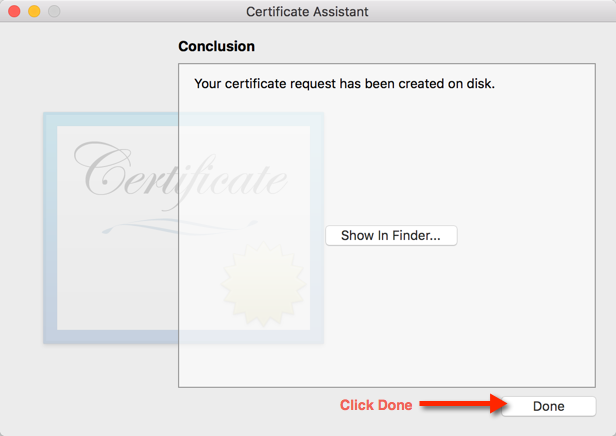 Certificate Assistant
Conclusion
Your certificate request has been created on disk.
Certificate
Show In Finder...
Click Done
Done